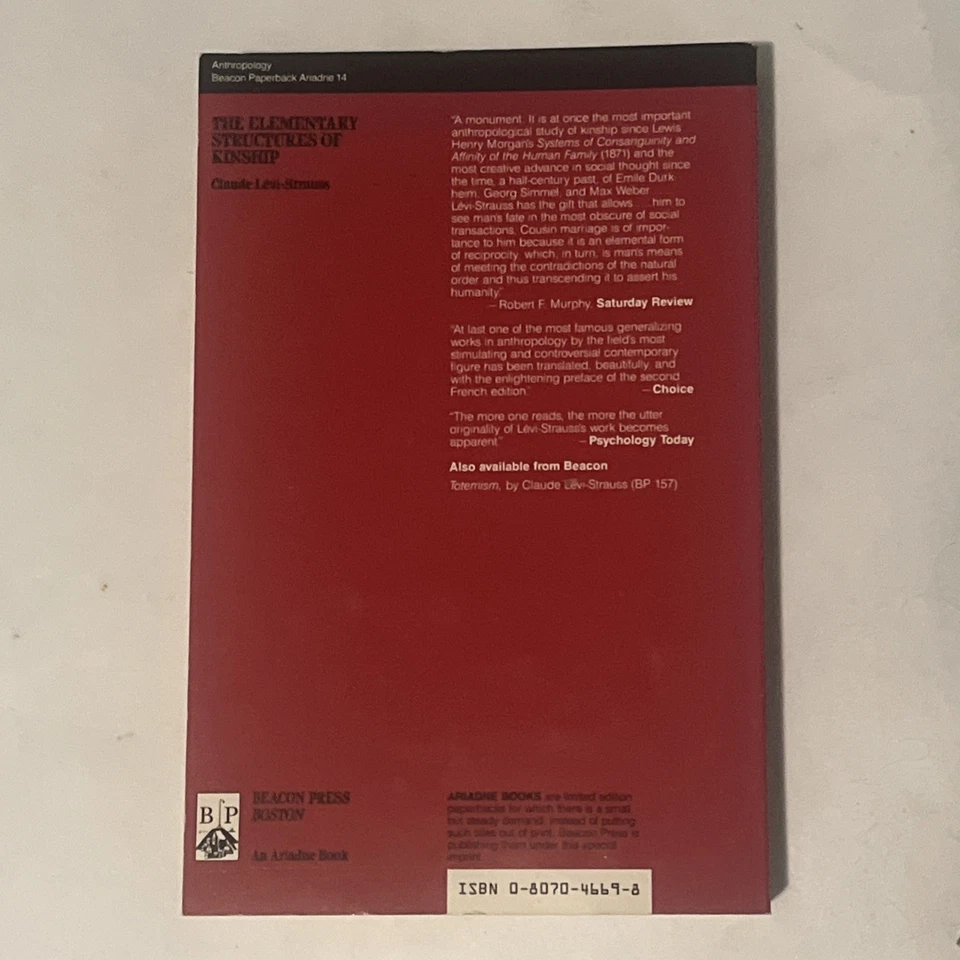 Anthropology
Beacon Paperback Ariadne 14
THE ELEMENTARY
STRUCTURES OF
KINSHIP
Claude Lévi-Strauss
"A monument. It is at once the most important
anthropological study of kinship since Lewis
Henry Morgan's Systems of Consanguinity and
Affinity of the Human Family (1871) and the
most creative advance in social thought since
the time, a half-century past, of Emile Durk-
heim, Georg Simmel, and Max Weber . . . .
Lévi-Strauss has the gift that allows . . . him to
see man's fate in the most obscure of social
transactions. Cousin marriage is of impor-
tance to him because it is an elemental form
of reciprocity, which, in turn, is man's means
of meeting the contradictions of the natural
order and thus transcending it to assert his
humanity."
—Robert F. Murphy, Saturday Review
"At last one of the most famous generalizing
works in anthropology by the field's most
stimulating and controversial contemporary
figure has been translated, beautifully, and
with the enlightening preface of the second
French edition."
—Choice
"The more one reads, the more the utter
originality of Lévi-Strauss's work becomes
apparent."
—Psychology Today
Also available from Beacon
Totemism, by Claude Lévi-Strauss (BP 157)
B P
BEACON PRESS
BOSTON
An Ariadne Book
ARIADNE BOOKS are limited edition
paperbacks for which there is a small,
but steady demand. Instead of putting
such titles out of print, Beacon Press is
publishing them under this special
imprint.
ISBN 0-8070-4669-8